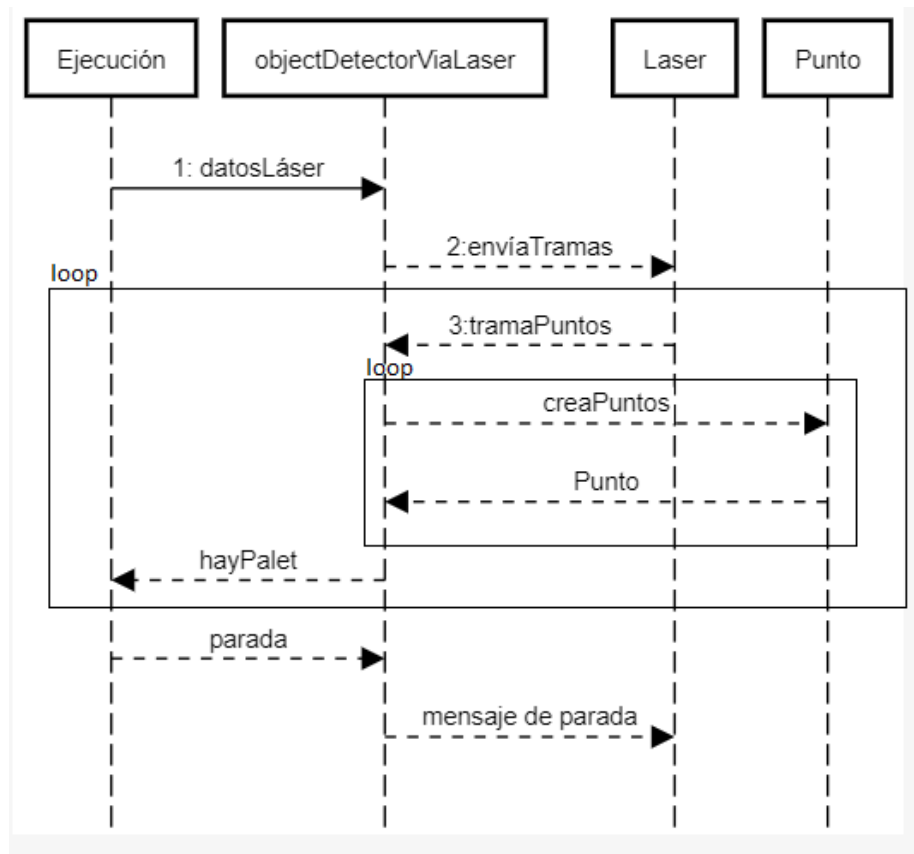 Ejecución
objectDetectorViaLaser
Laser
Punto
1: datosLáser
2:envíaTramas
loop
3:tramaPuntos
loop
creaPuntos
Punto
hayPalet
parada
mensaje de parada